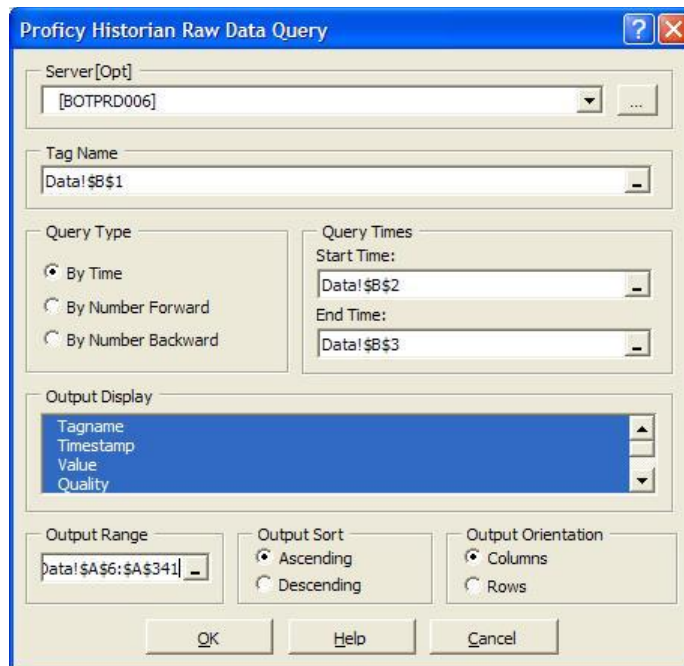 Proficy Historian Raw Data Query
Server[Opt]
[BOTPRD006]
...
Tag Name
Data!$B$1
Query Type
By Time
By Number Forward
By Number Backward
Query Times
Start Time:
Data!$B$2
End Time:
Data!$B$3
Output Display
Tagname
Timestamp
Value
Quality
Output Range
Data!$A$6:$A$341
Output Sort
Ascending
Descending
Output Orientation
Columns
Rows
OK
Help
Cancel